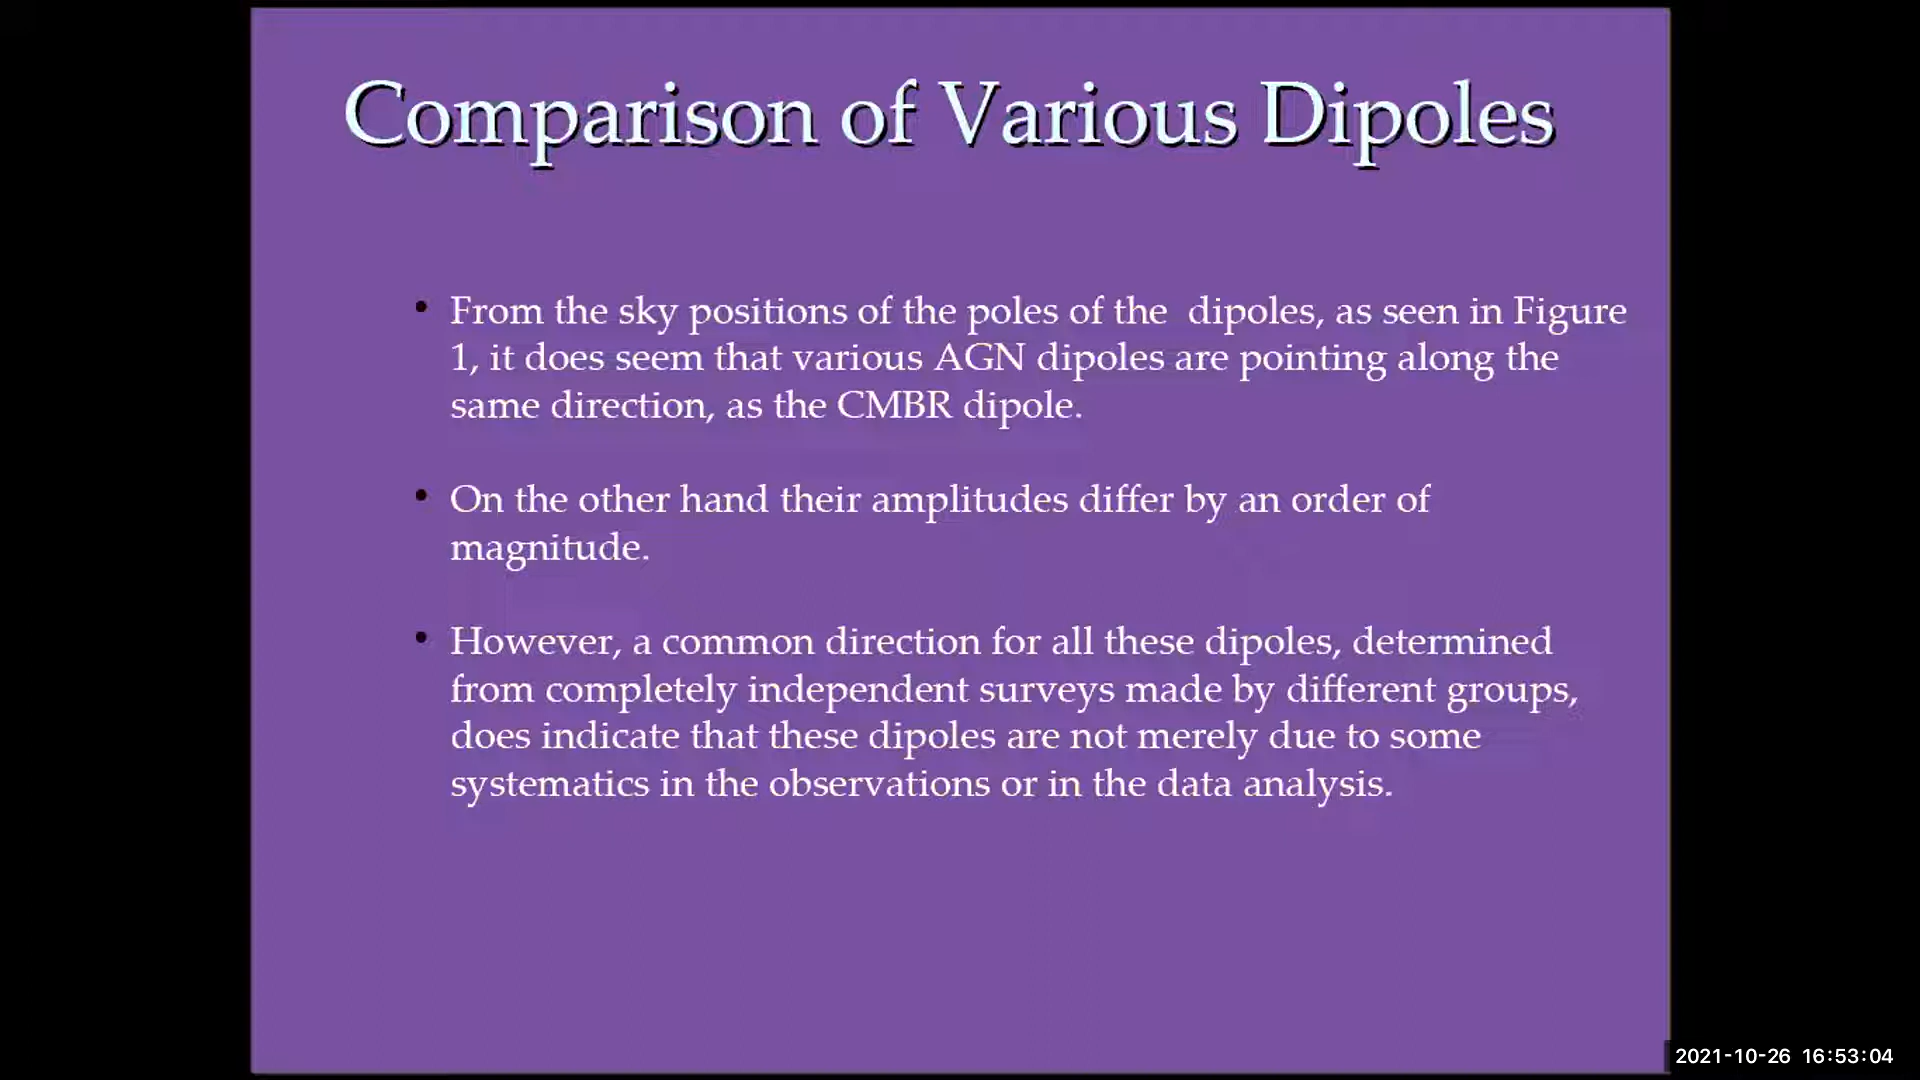 Comparison of Various Dipoles
• From the sky positions of the poles of the  dipoles, as seen in Figure
1, it does seem that various AGN dipoles are pointing along the
same direction, as the CMBR dipole.
• On the other hand their amplitudes differ by an order of
magnitude.
• However, a common direction for all these dipoles, determined
from completely independent surveys made by different groups,
does indicate that these dipoles are not merely due to some
systematics in the observations or in the data analysis.
2021-10-26 16:53:04